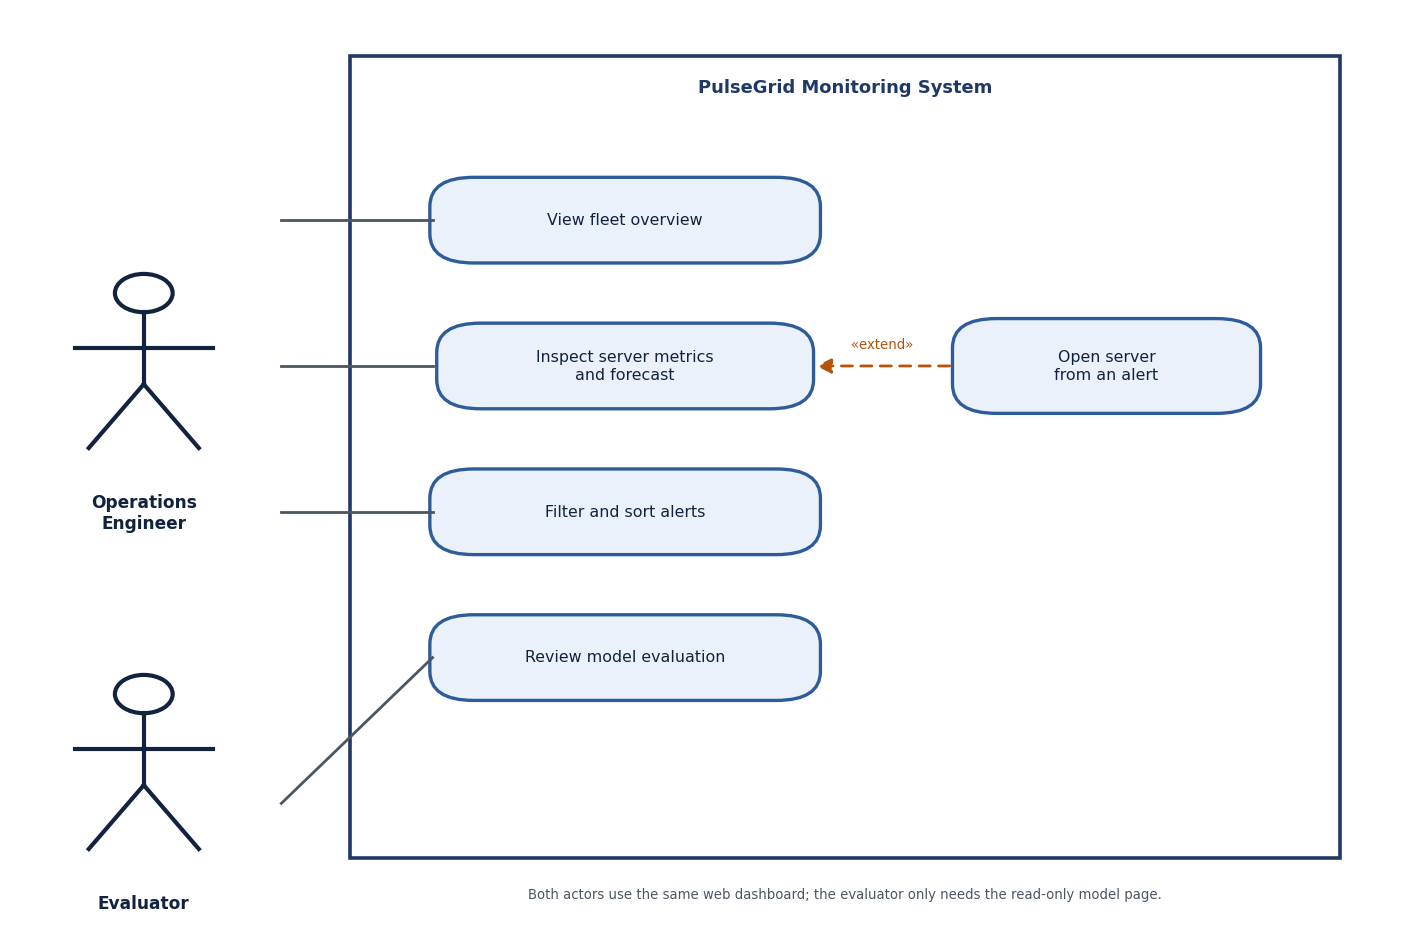 PulseGrid Monitoring System
View fleet overview
Inspect server metrics
and forecast
«extend»
Open server
from an alert
Operations
Engineer
Filter and sort alerts
Review model evaluation
Evaluator
Both actors use the same web dashboard; the evaluator only needs the read-only model page.